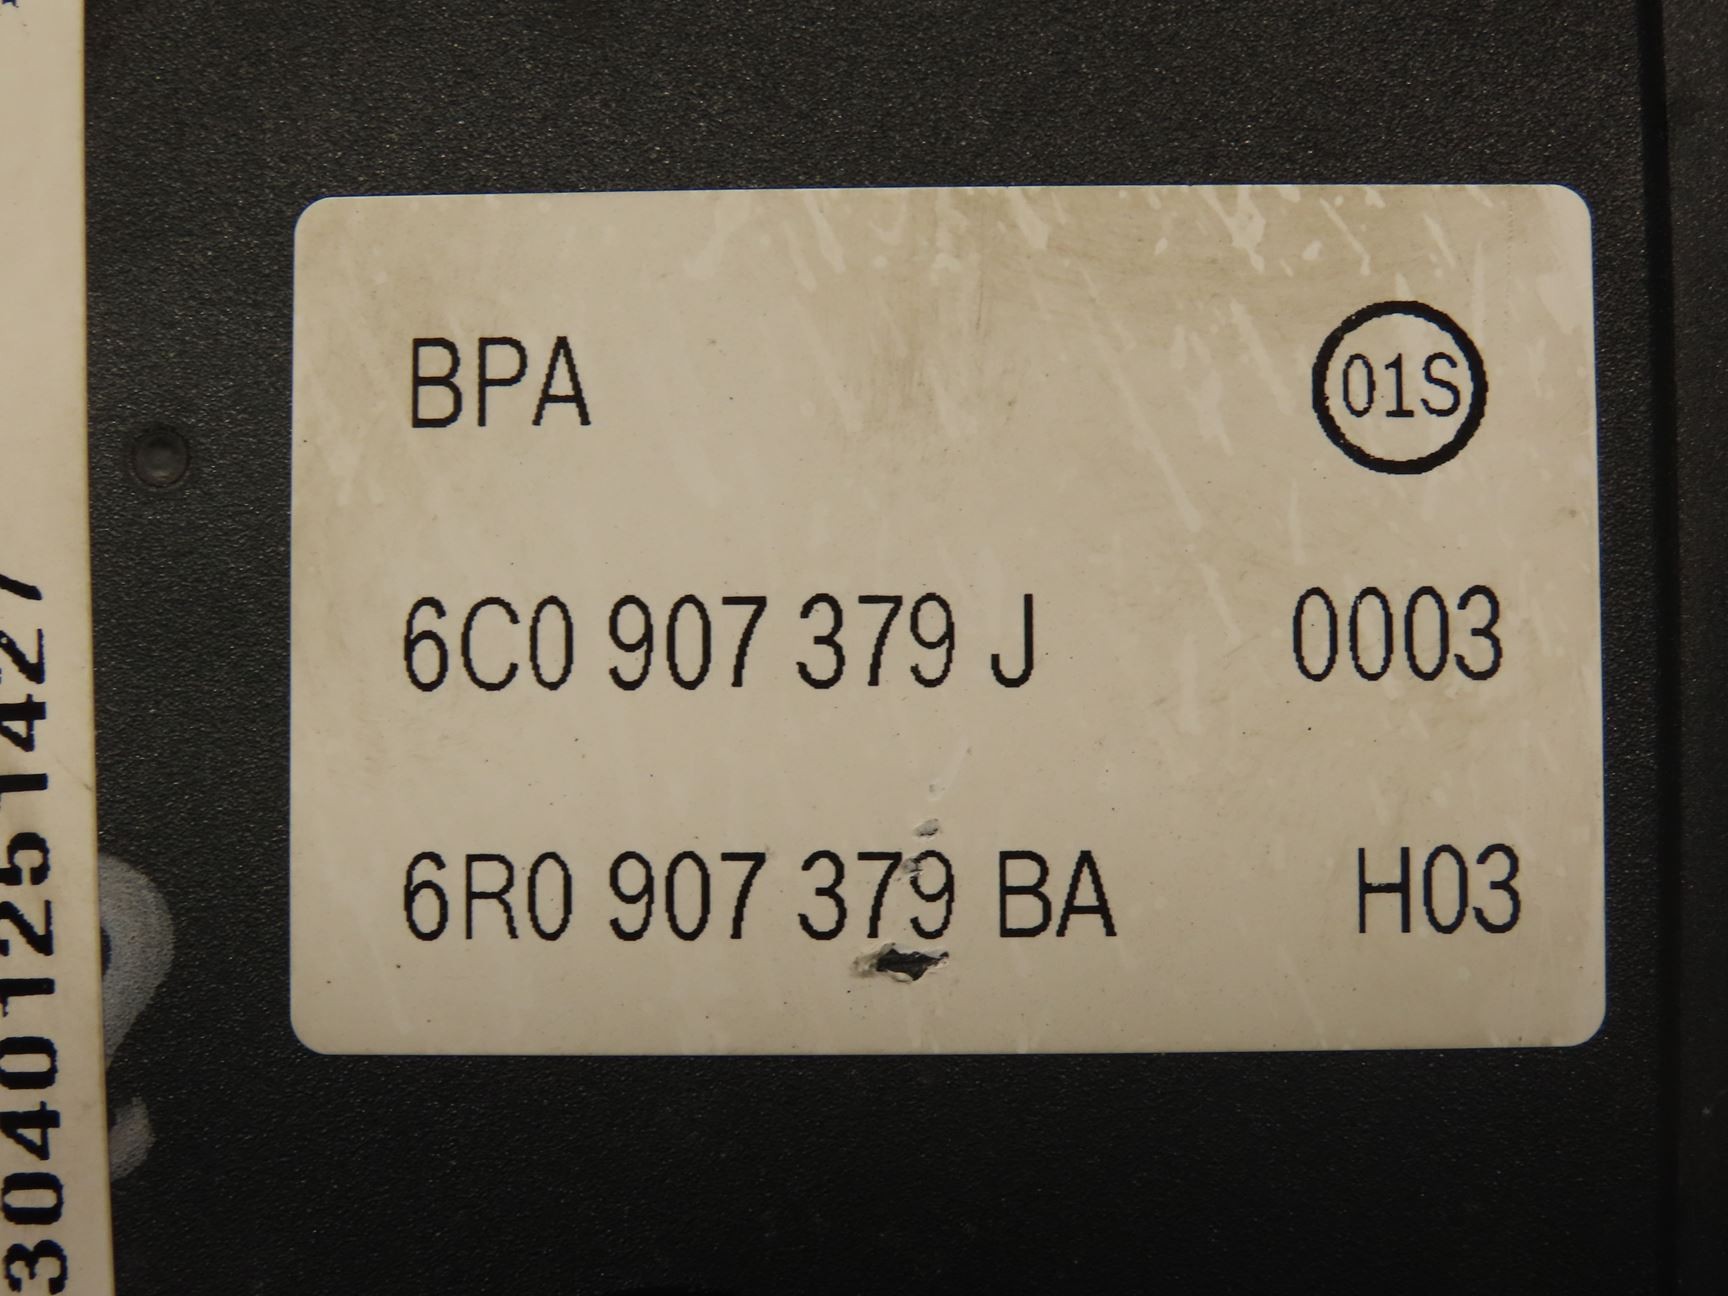 BPA 01S
6C0 907 379 J 0003
6R0 907 379 BA H03
30401251427